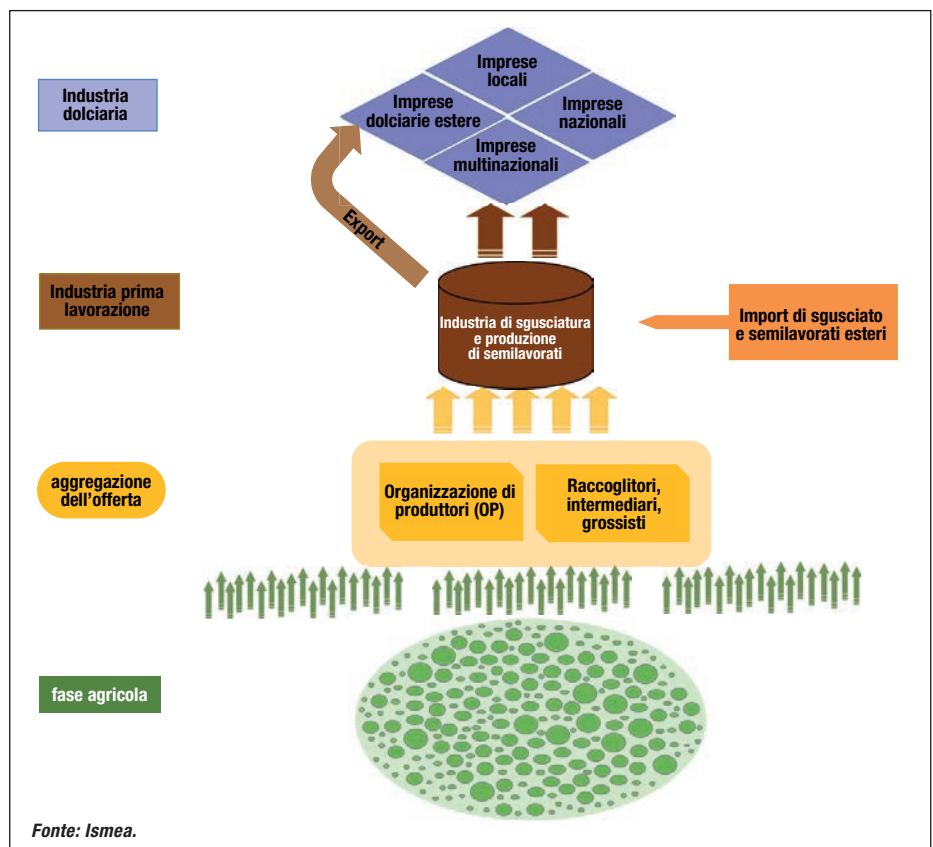 Industria
dolciaria
Imprese
locali
Imprese
dolciarie estere
Imprese
nazionali
Imprese
multinazionali
Export
Industria prima
lavorazione
Industria di sgusciatura
e produzione
di semilavorati
Import di sgusciato
e semilavorati esteri
aggregazione
dell'offerta
Organizzazione di
produttori (OP)
Raccoglitori,
intermediari,
grossisti
fase agricola
Fonte: Ismea.